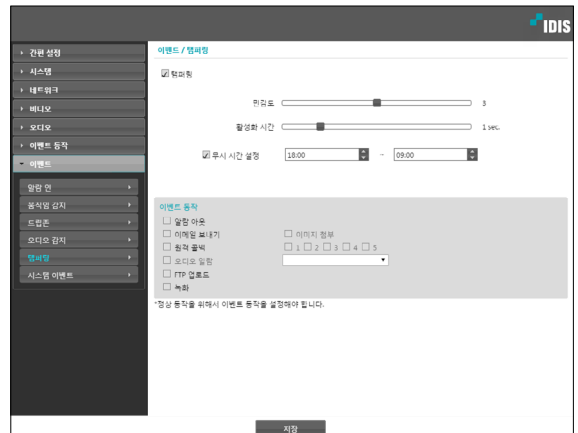 IDIS
간편 설정
시스템
네트워크
비디오
오디오
이벤트 동작
이벤트
알람 인
움직임 감지
트립존
오디오 감지
탬퍼링
시스템 이벤트
이벤트 / 탬퍼링
탬퍼링
민감도 3
활성화 시간 1 sec.
무시 시간 설정 18:00 ~ 09:00
이벤트 동작
알람 아웃
이메일 보내기 이미지 첨부
원격 콜백 1 2 3 4 5
오디오 알람
FTP 업로드
녹화
*정상 동작을 위해서 이벤트 동작을 설정해야 합니다.
저장